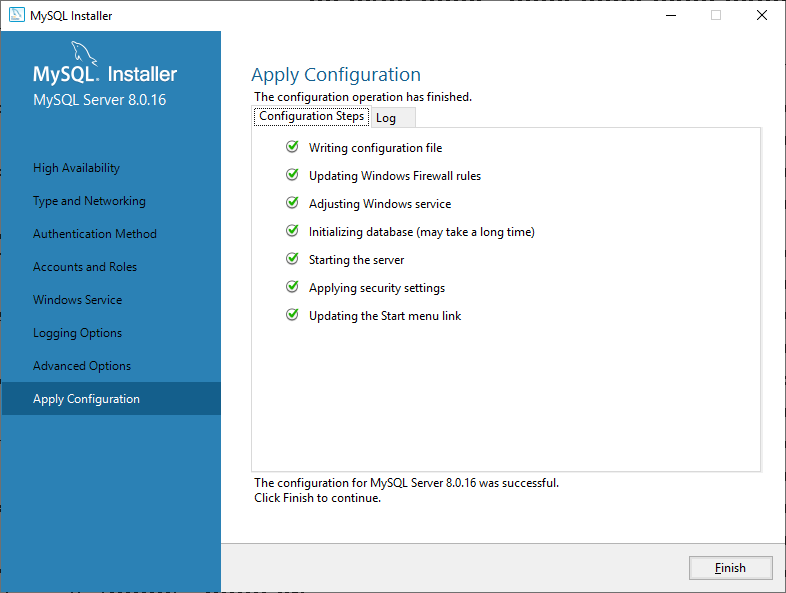 MySQL Installer
MySQL. Installer
MySQL Server 8.0.16
High Availability
Type and Networking
Authentication Method
Accounts and Roles
Windows Service
Logging Options
Advanced Options
Apply Configuration
Apply Configuration
The configuration operation has finished.
Configuration Steps
Log
Writing configuration file
Updating Windows Firewall rules
Adjusting Windows service
Initializing database (may take a long time)
Starting the server
Applying security settings
Updating the Start menu link
The configuration for MySQL Server 8.0.16 was successful.
Click Finish to continue.
Finish